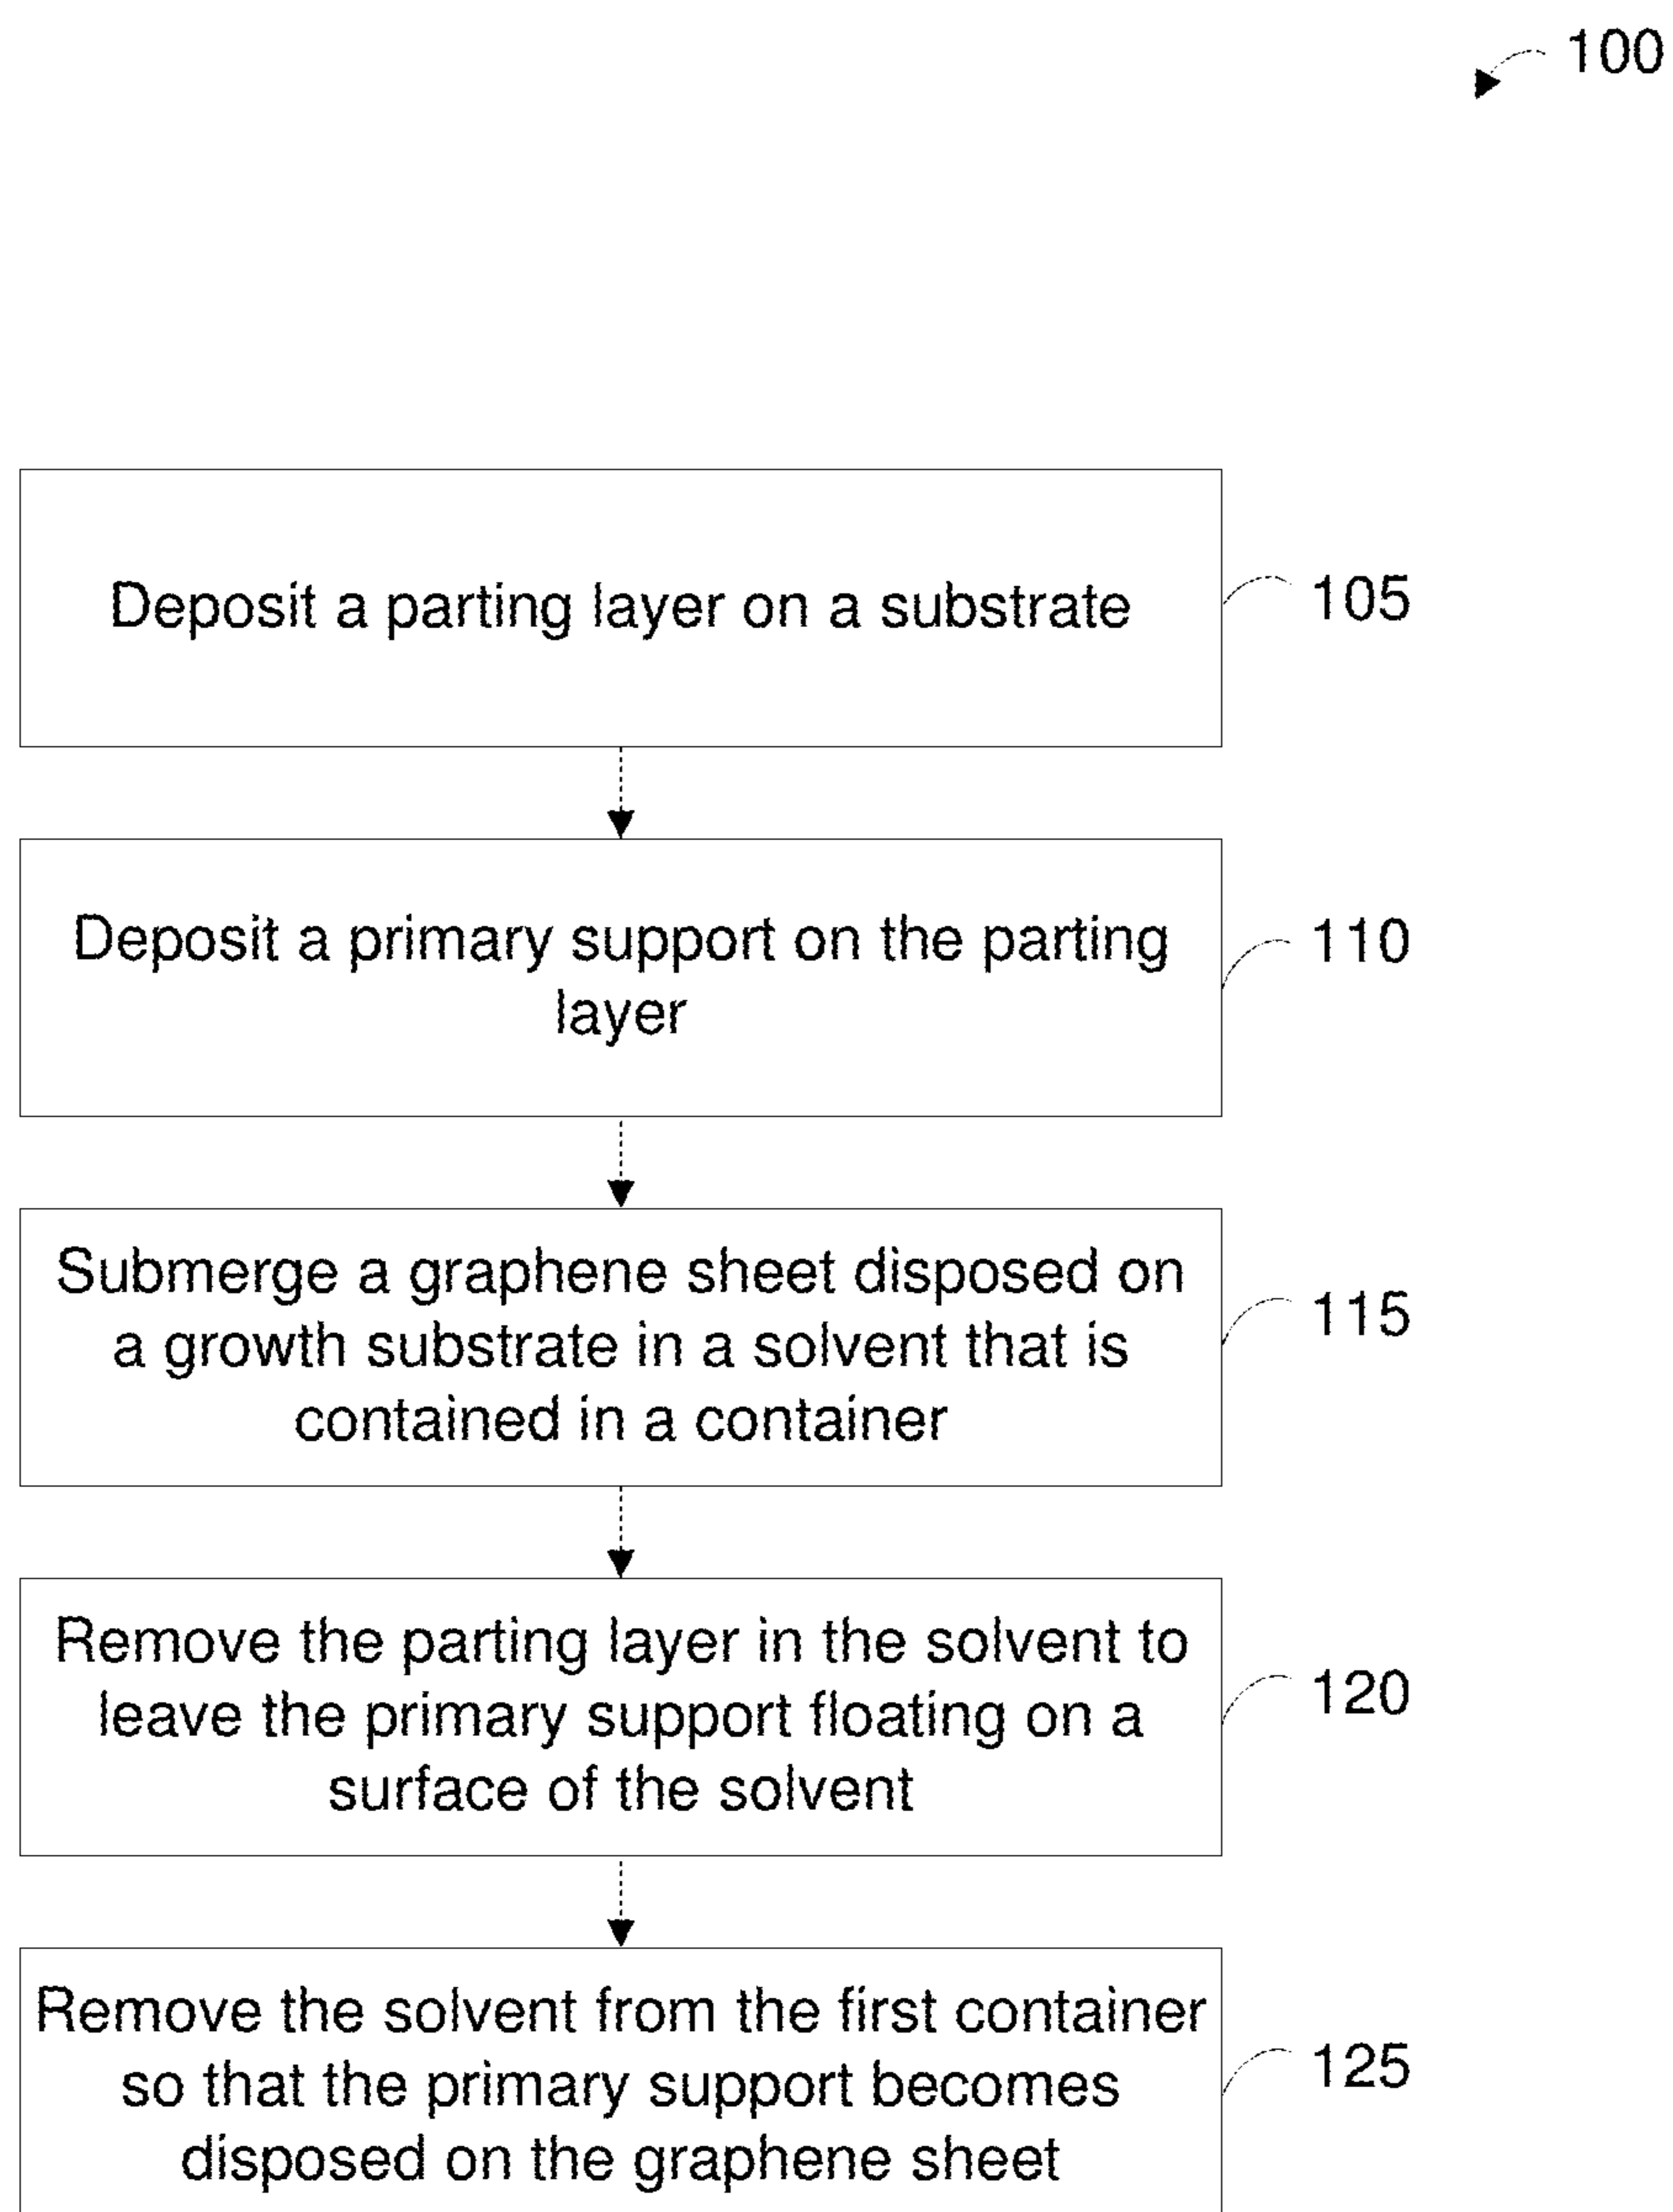 100
Deposit a parting layer on a substrate
105
Deposit a primary support on the parting
layer
110
Submerge a graphene sheet disposed on
a growth substrate in a solvent that is
contained in a container
115
Remove the parting layer in the solvent to
leave the primary support floating on a
surface of the solvent
120
Remove the solvent from the first container
so that the primary support becomes
disposed on the graphene sheet
125